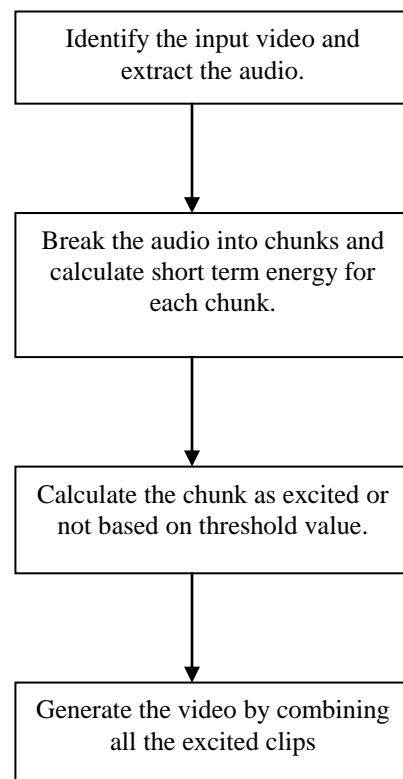 Identify the input video and
extract the audio.
Break the audio into chunks and
calculate short term energy for
each chunk.
Calculate the chunk as excited or
not based on threshold value.
Generate the video by combining
all the excited clips